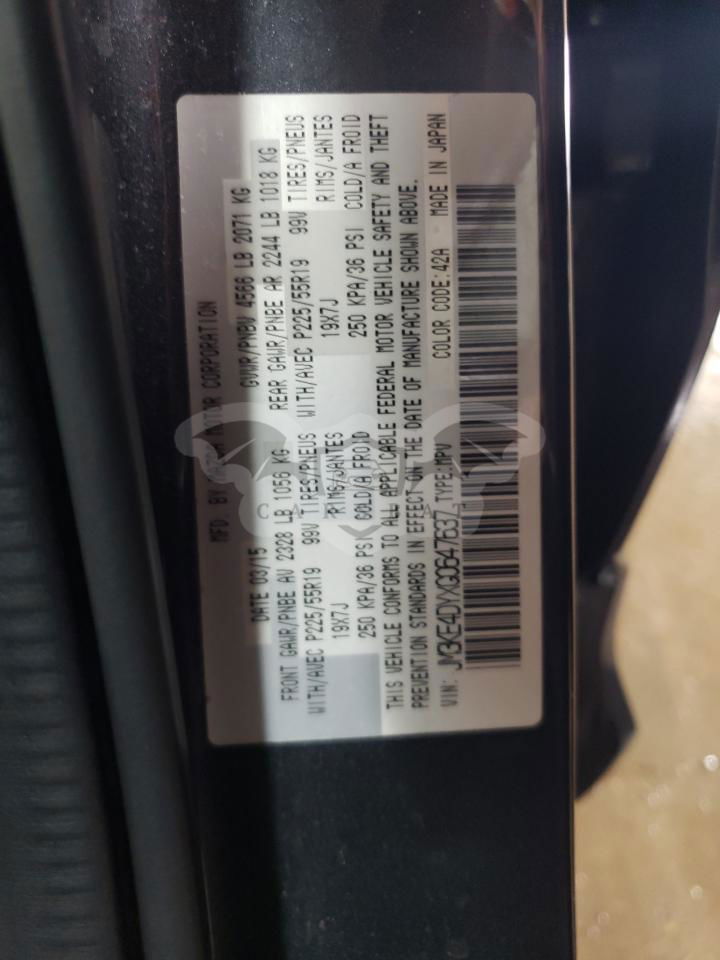 MFD. BY MAZDA MOTOR CORPORATION
DATE 03/15 GVWR/PNBV 4566 LB 2071 KG
FRONT GAWR/PNBE AV 2328 LB 1056 KG REAR GAWR/PNBE AR 2244 LB 1018 KG
WITH/AVEC P225/55R19 99V TIRES/PNEUS WITH/AVEC P225/55R19 99V TIRES/PNEUS
19X7J RIMS/JANTES 19X7J RIMS/JANTES
250 KPA/36 PSI COLD/A FROID 250 KPA/36 PSI COLD/A FROID
THIS VEHICLE CONFORMS TO ALL APPLICABLE FEDERAL MOTOR VEHICLE SAFETY AND THEFT
PREVENTION STANDARDS IN EFFECT ON THE DATE OF MANUFACTURE SHOWN ABOVE.
VIN: JM3KE4DYXG0647637 TYPE:MPV COLOR CODE:42A MADE IN JAPAN